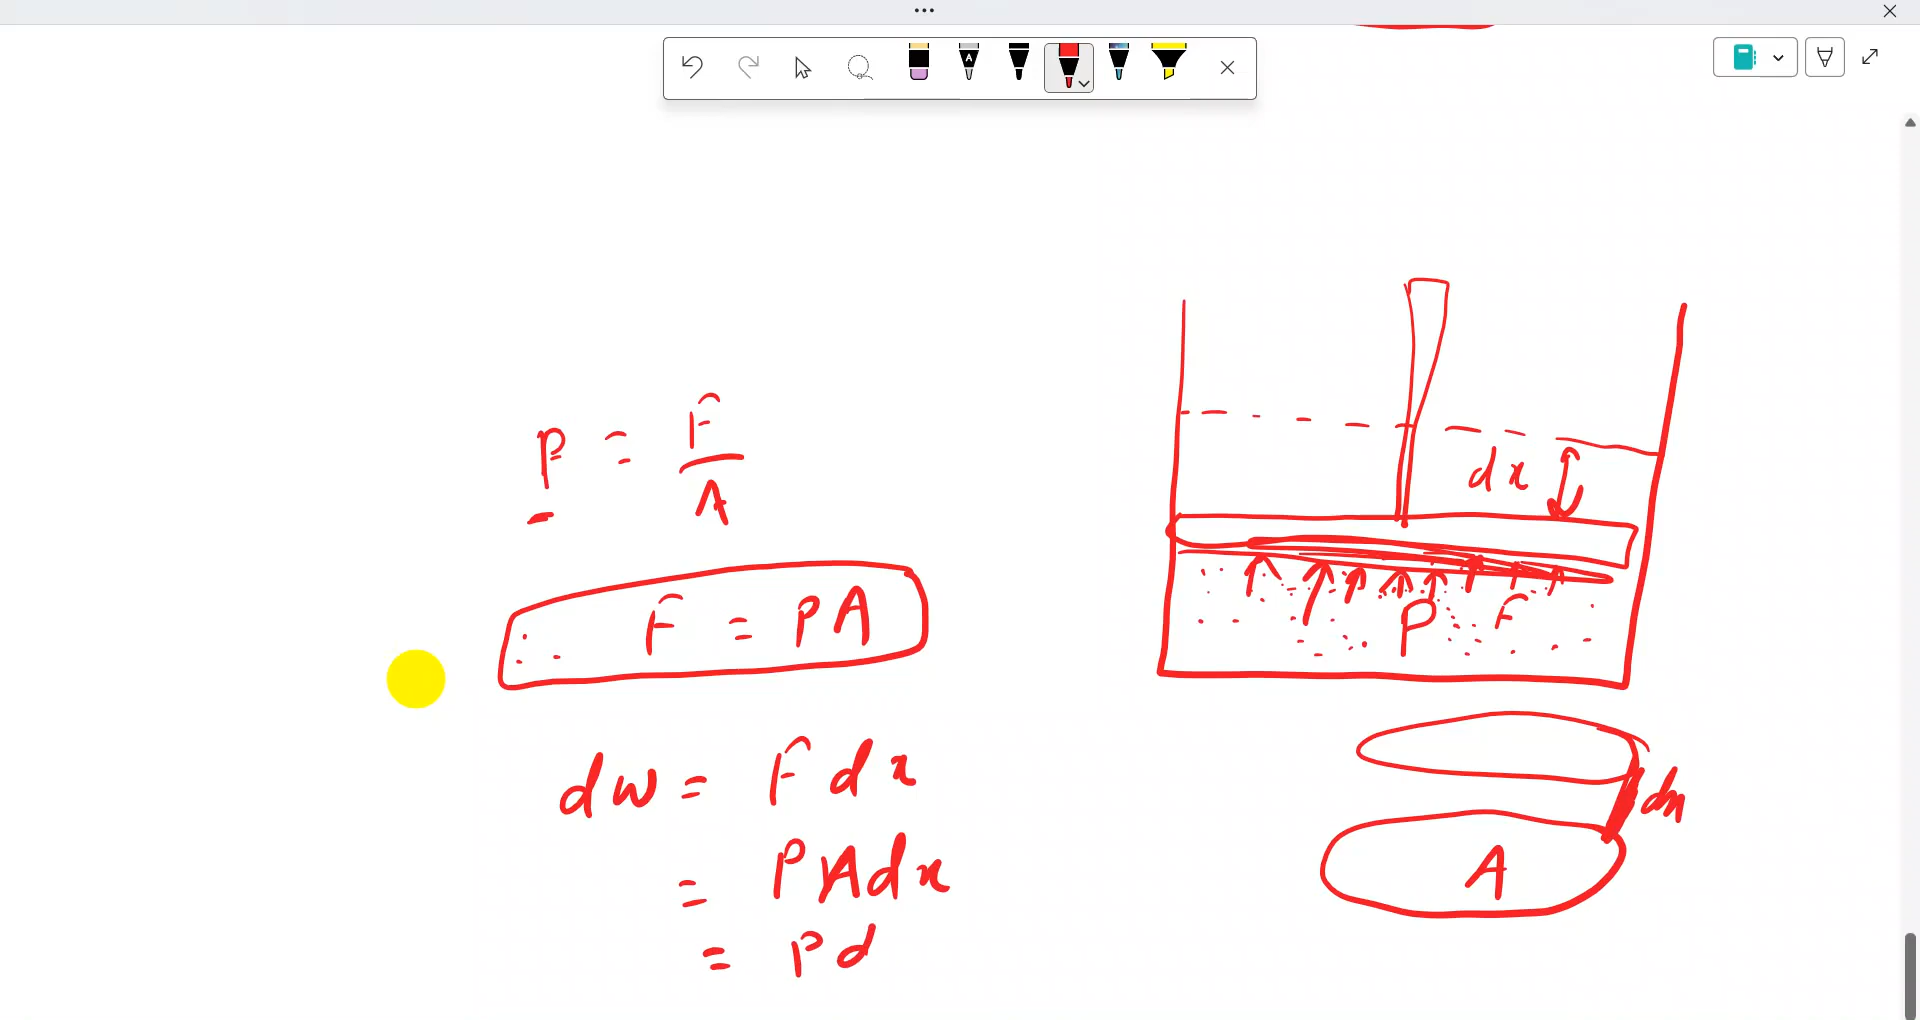 P = F
A
∴ F = PA
dw = F dx
= PAdx
= Pd
dx
P F
dx
A